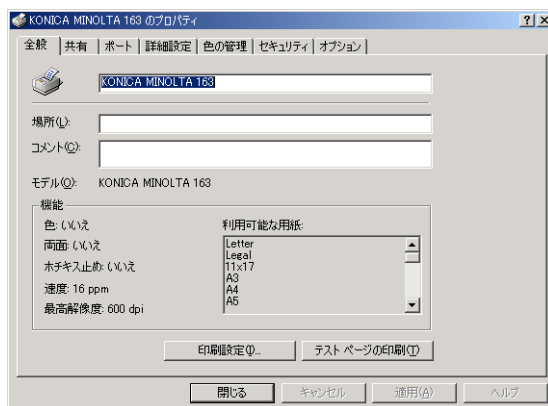 KONICA MINOLTA 163 のプロパティ
全般 共有 ポート 詳細設定 色の管理 セキュリティ オプション
KONICA MINOLTA 163
場所(L):
コメント(C):
モデル(O): KONICA MINOLTA 163
機能
色: いいえ 利用可能な用紙:
両面: いいえ
ホチキス止め: いいえ
速度: 16 ppm
最高解像度: 600 dpi
Letter
Legal
11x17
A3
A4
A5
印刷設定(I)... テスト ページの印刷(T)
閉じる キャンセル 適用(A) ヘルプ